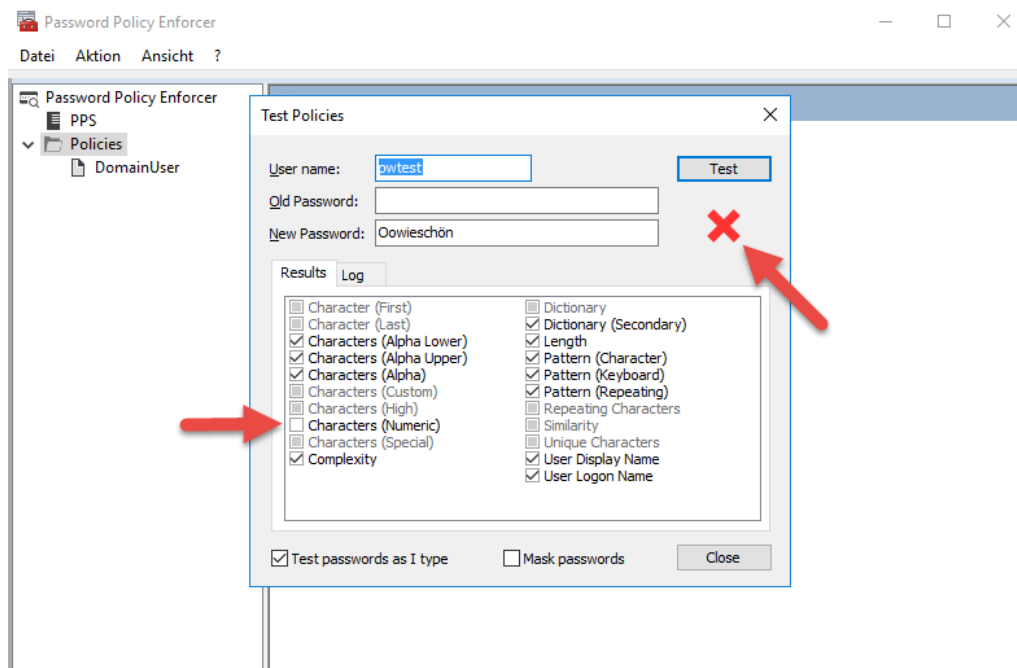 Password Policy Enforcer
Datei Aktion Ansicht ?
Password Policy Enforcer
PPS
Policies
DomainUser
Test Policies
User name: pwtest Test
Old Password:
New Password: Oowieschön
Results Log
Character (First) Dictionary
Character (Last) Dictionary (Secondary)
Characters (Alpha Lower) Length
Characters (Alpha Upper) Pattern (Character)
Characters (Alpha) Pattern (Keyboard)
Characters (Custom) Pattern (Repeating)
Characters (High) Repeating Characters
Characters (Numeric) Similarity
Characters (Special) Unique Characters
Complexity User Display Name
User Logon Name
Test passwords as I type Mask passwords Close